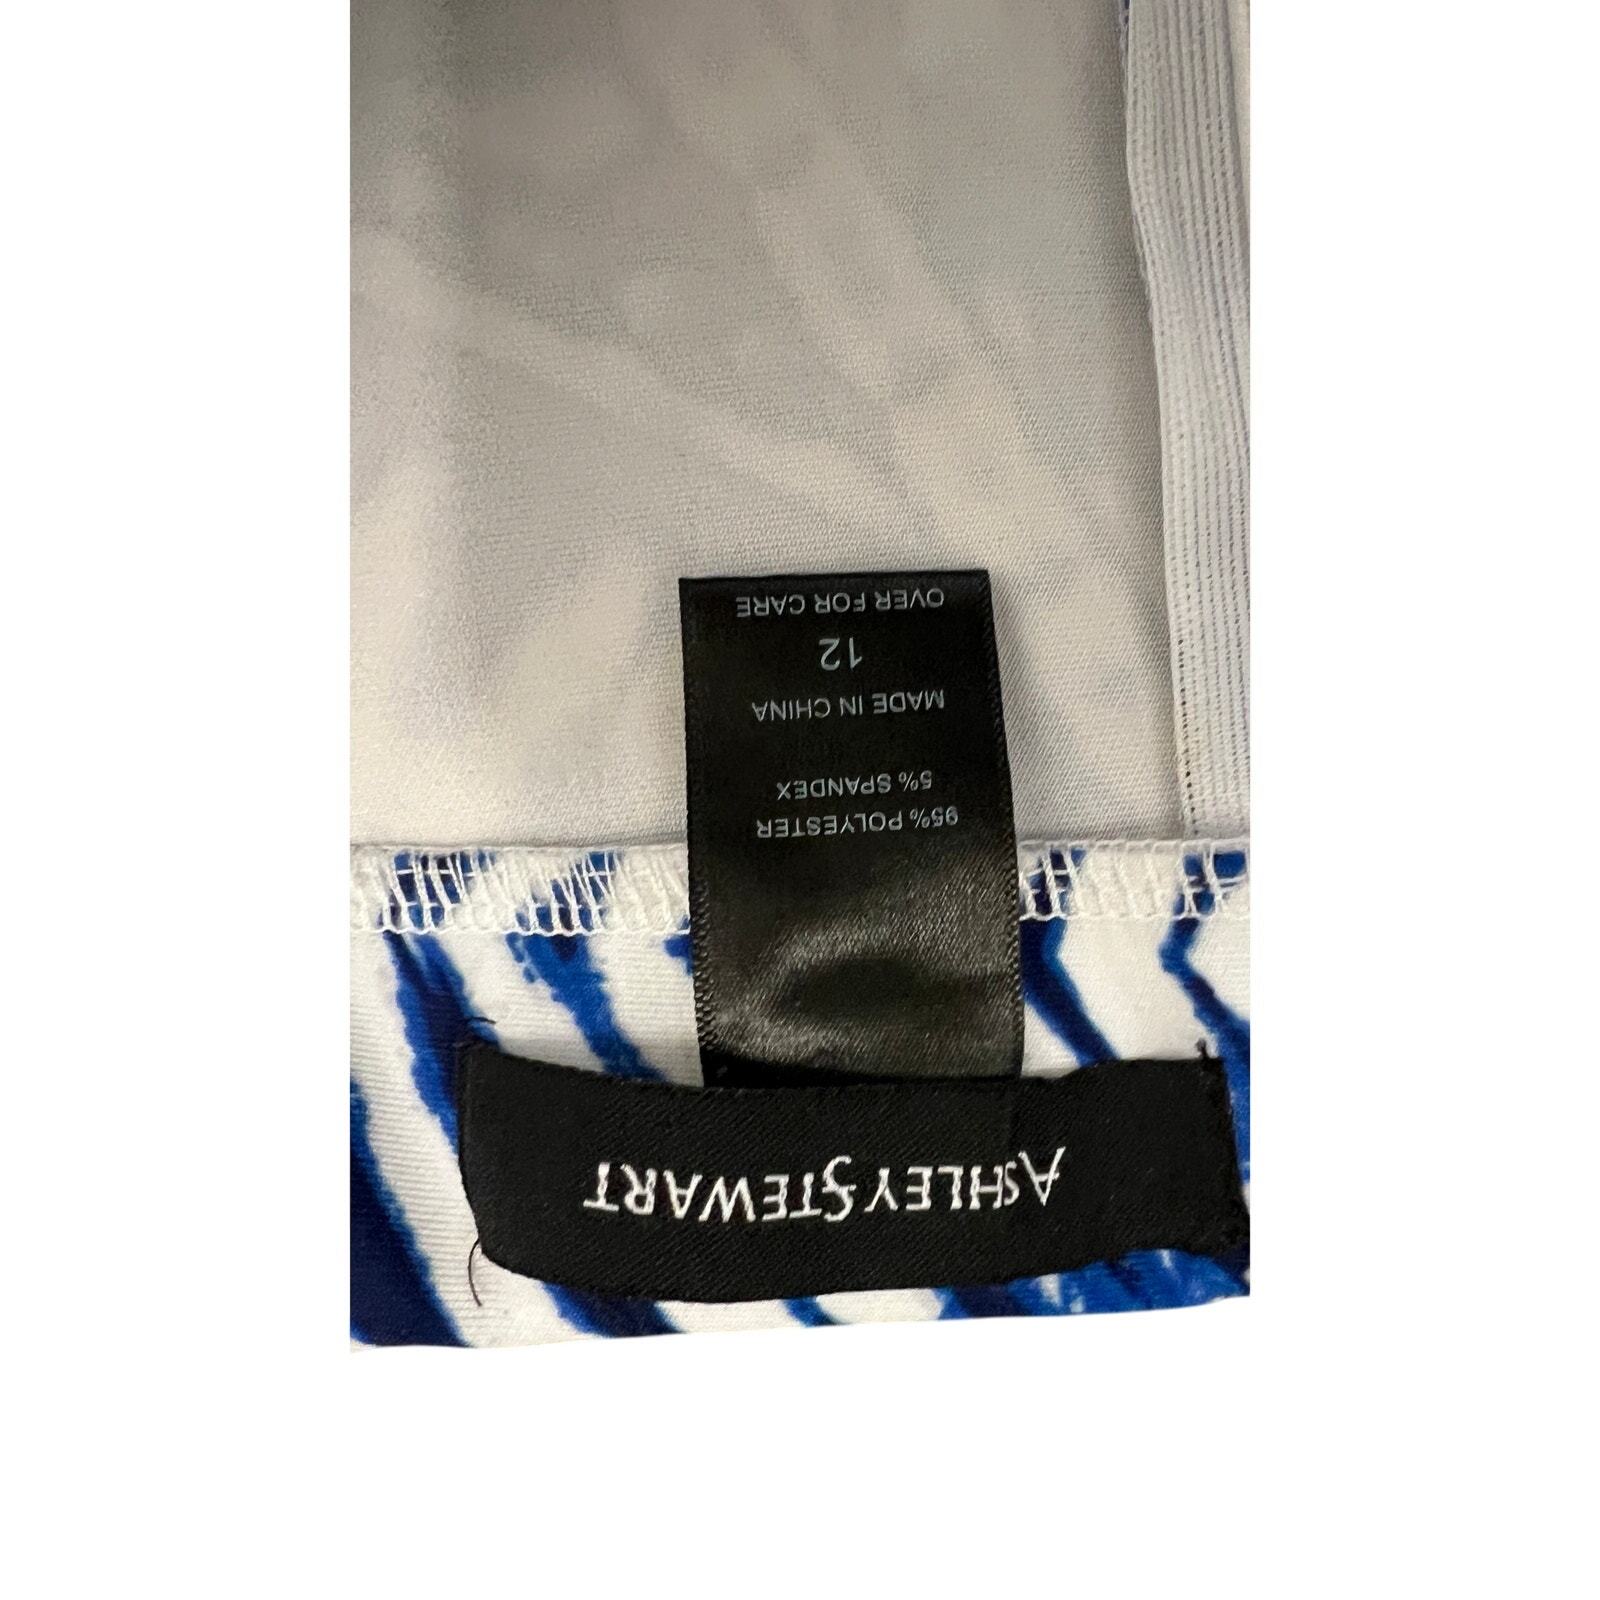 ASHLEY STEWART
95% POLYESTER
5% SPANDEX
MADE IN CHINA
12
OVER FOR CARE